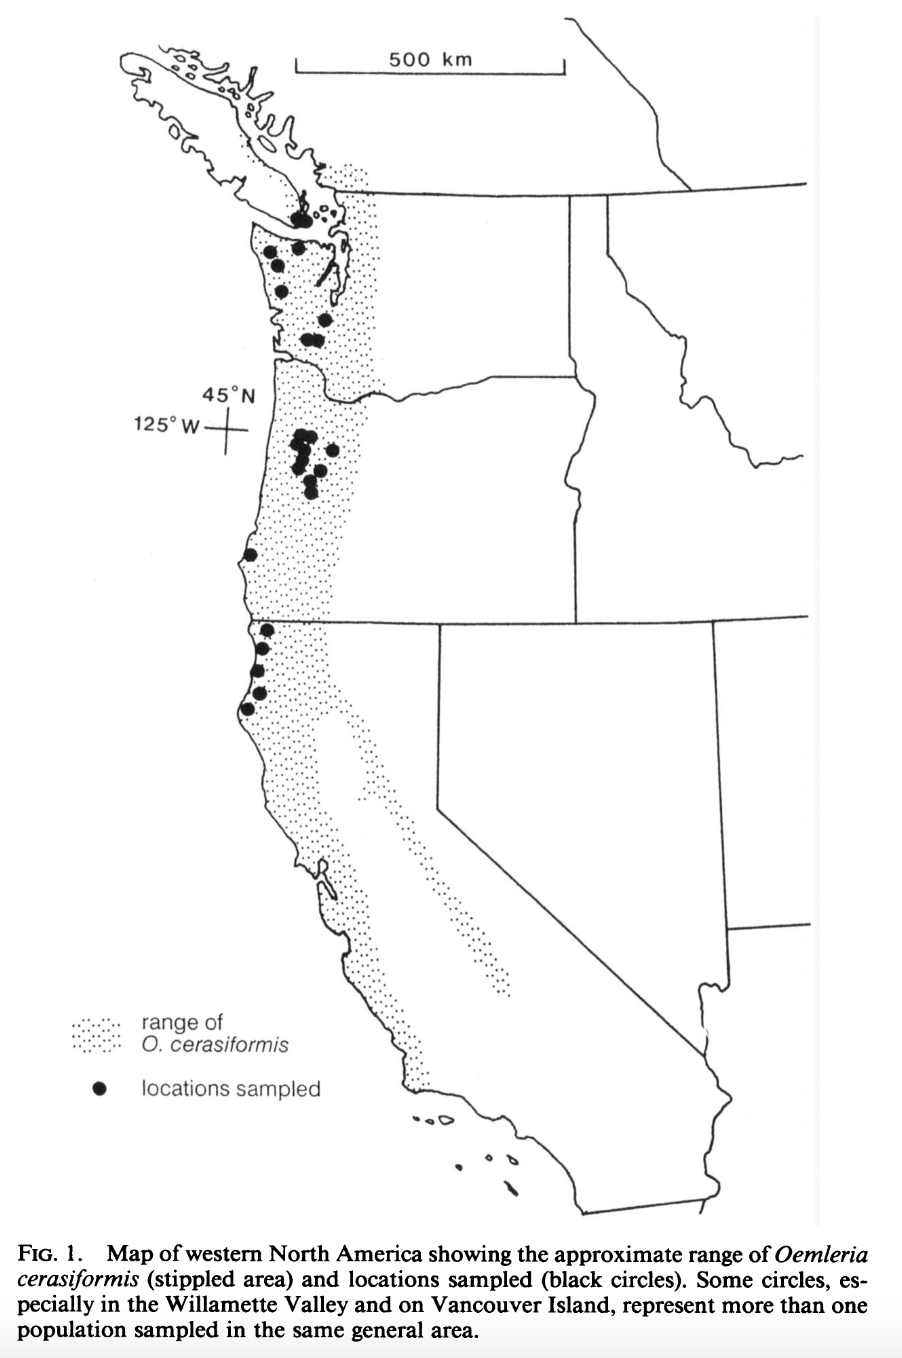 500 km
45°N
125°W
range of
O. cerasiformis
locations sampled
FIG. 1. Map of western North America showing the approximate range of Oemleria
cerasiformis (stippled area) and locations sampled (black circles). Some circles, es-
pecially in the Willamette Valley and on Vancouver Island, represent more than one
population sampled in the same general area.